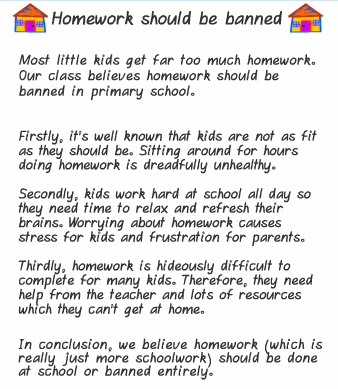 Homework should be banned
Most little kids get far too much homework.
Our class believes homework should be
banned in primary school.
Firstly, it's well known that kids are not as fit
as they should be. Sitting around for hours
doing homework is dreadfully unhealthy.
Secondly, kids work hard at school all day so
they need time to relax and refresh their
brains. Worrying about homework causes
stress for kids and frustration for parents.
Thirdly, homework is hideously difficult to
complete for many kids. Therefore, they need
help from the teacher and lots of resources
which they can't get at home.
In conclusion, we believe homework (which is
really just more schoolwork) should be done
at school or banned entirely.